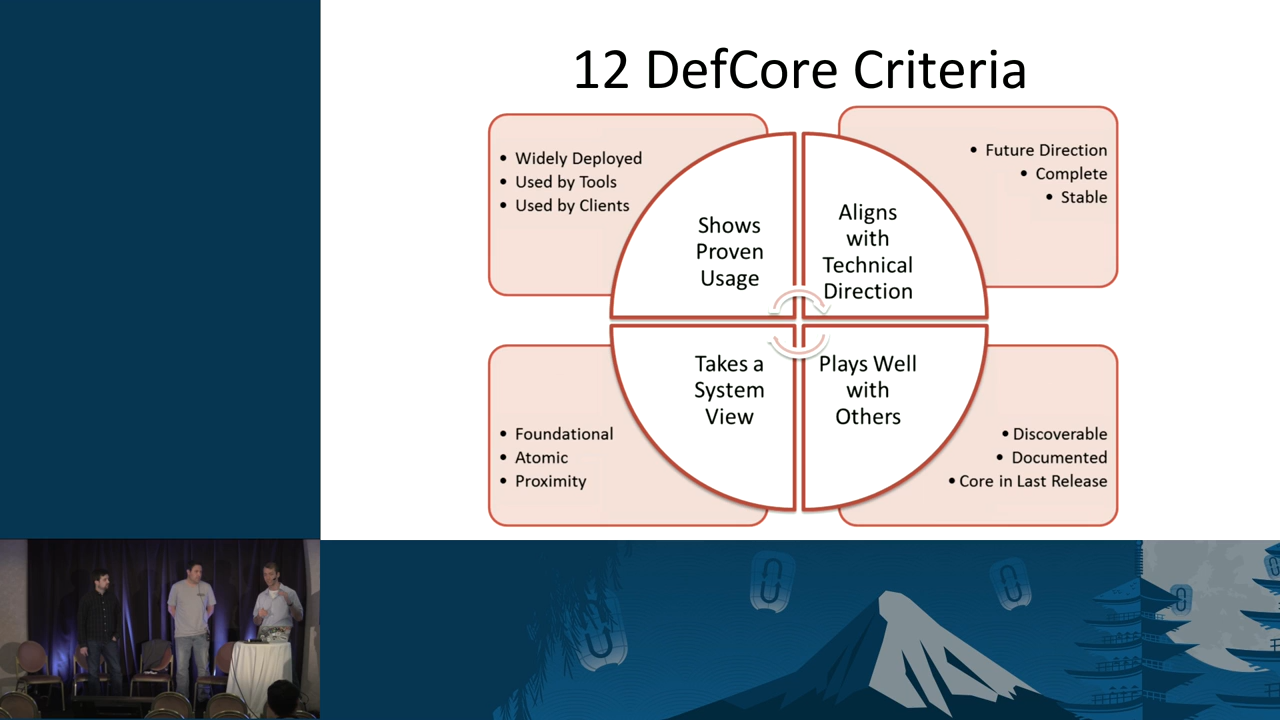 12 DefCore Criteria
• Widely Deployed
• Used by Tools
• Used by Clients
Shows
Proven
Usage
Aligns
with
Technical
Direction
• Future Direction
• Complete
• Stable
Takes a
System
View
• Foundational
• Atomic
• Proximity
Plays Well
with
Others
• Discoverable
• Documented
• Core in Last Release